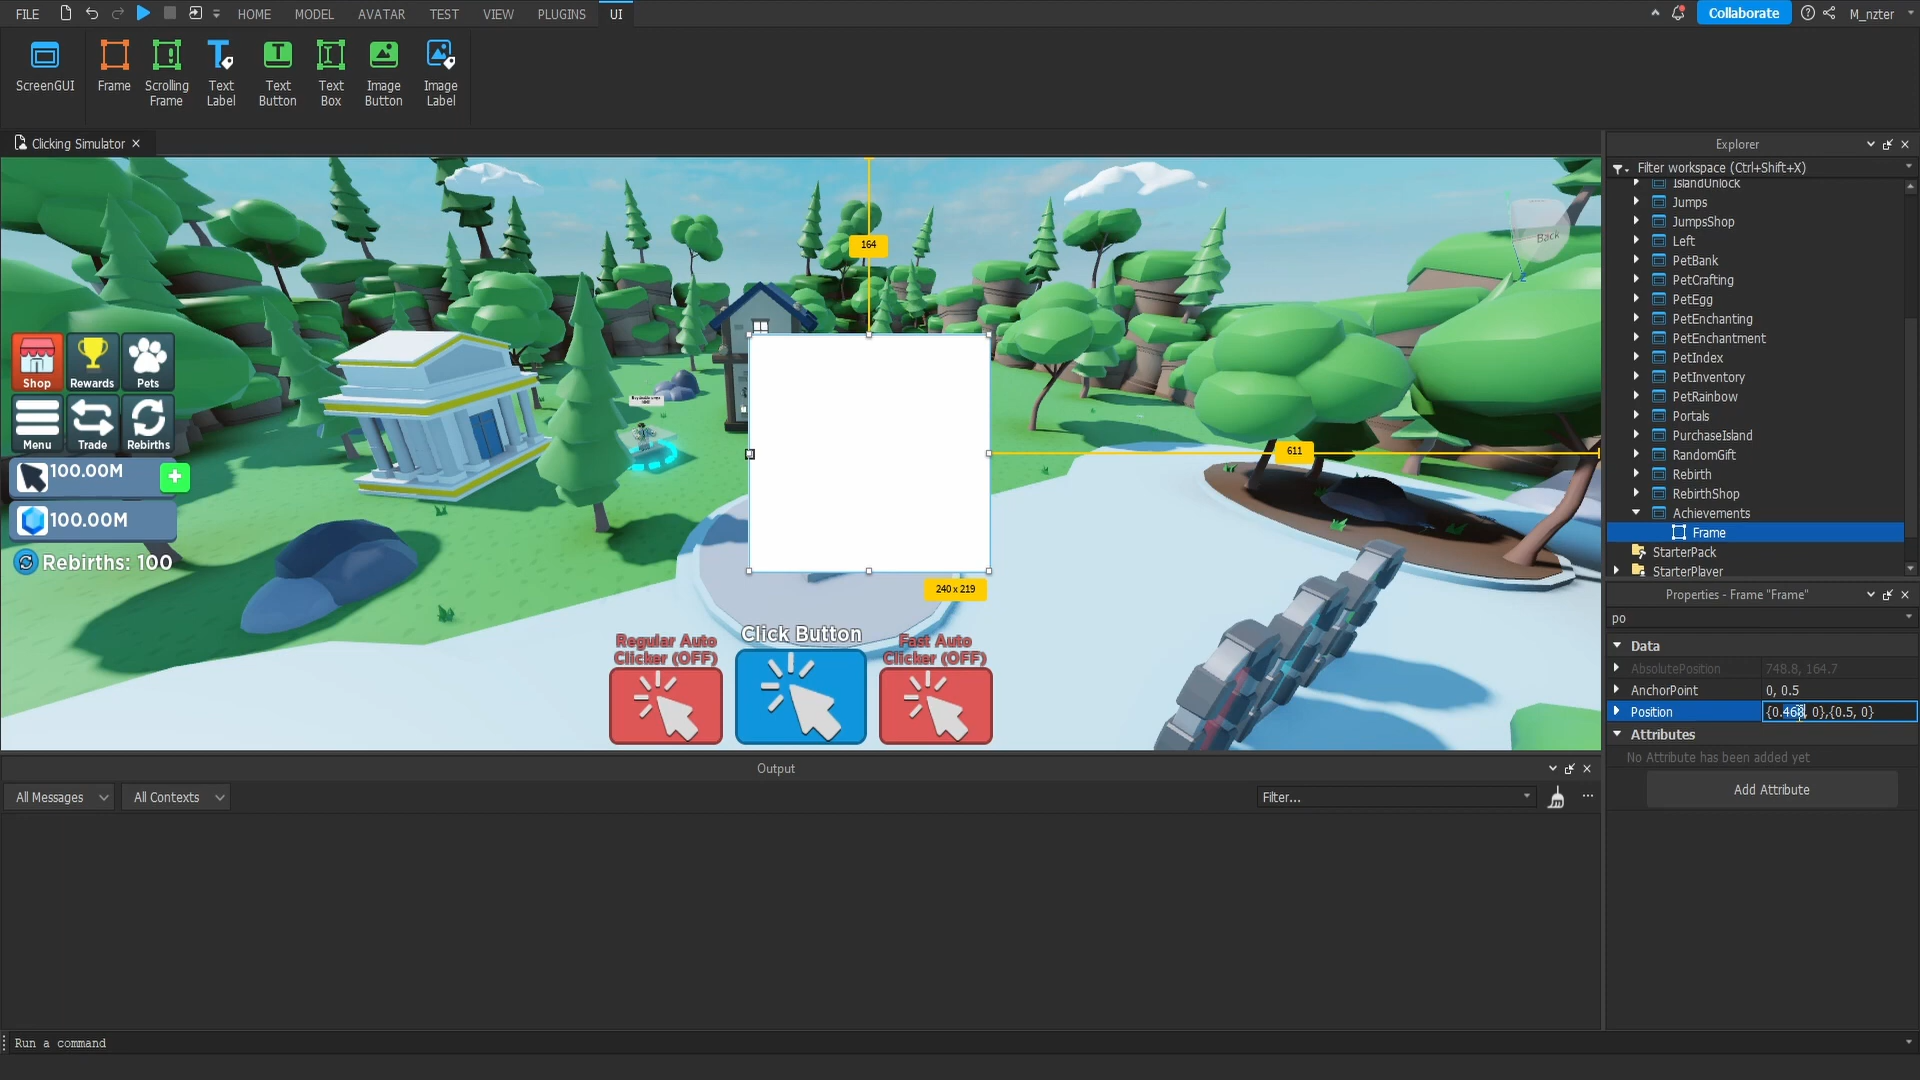 FILE
HOME
MODEL
AVATAR
TEST
VIEW
PLUGINS
UI
Collaborate
M_nzter
ScreenGUI
Frame
Scrolling
Frame
Text
Label
Text
Button
Text
Box
Image
Button
Image
Label
Clicking Simulator
164
Back
611
240 x 219
Shop
Rewards
Pets
Menu
Trade
Rebirths
100.00M
100.00M
Rebirths: 100
Regular Auto
Clicker (OFF)
Click Button
Fast Auto
Clicker (OFF)
Explorer
Filter workspace (Ctrl+Shift+X)
IslandUnlock
Jumps
JumpsShop
Left
PetBank
PetCrafting
PetEgg
PetEnchanting
PetEnchantment
PetIndex
PetInventory
PetRainbow
Portals
PurchaseIsland
RandomGift
Rebirth
RebirthShop
Achievements
Frame
StarterPack
StarterPlayer
Properties - Frame "Frame"
po
Data
AbsolutePosition 748.8, 164.7
AnchorPoint 0, 0.5
Position {0.468, 0},{0.5, 0}
Attributes
No Attribute has been added yet
Add Attribute
Output
All Messages
All Contexts
Filter...
Run a command